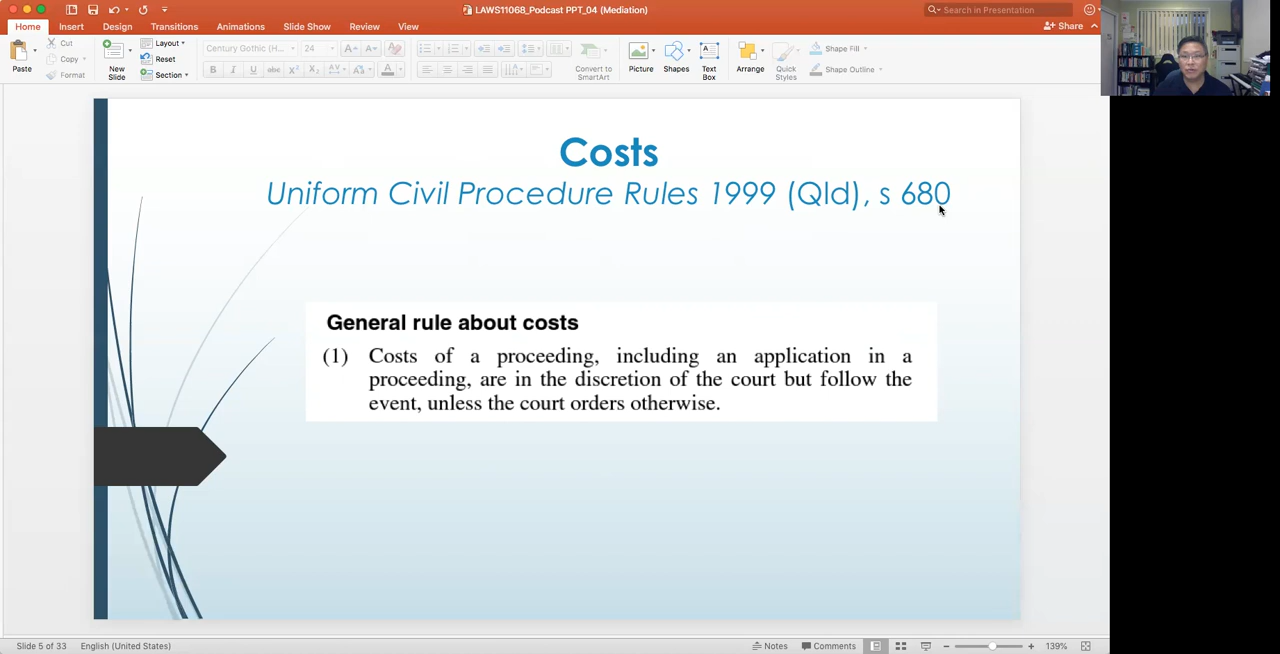 LAWS11068_Podcast PPT_04 (Mediation)
Search in Presentation
Home Insert Design Transitions Animations Slide Show Review View
Share
Paste
Cut
Copy
Format
New
Slide
Layout
Reset
Section
Century Gothic (H... 24
Convert to
SmartArt
Picture
Shapes
Text
Box
Arrange
Quick
Styles
Shape Fill
Shape Outline
Costs
Uniform Civil Procedure Rules 1999 (Qld), s 680
General rule about costs
(1) Costs of a proceeding, including an application in a
proceeding, are in the discretion of the court but follow the
event, unless the court orders otherwise.
Slide 5 of 33 English (United States)
Notes Comments 139%